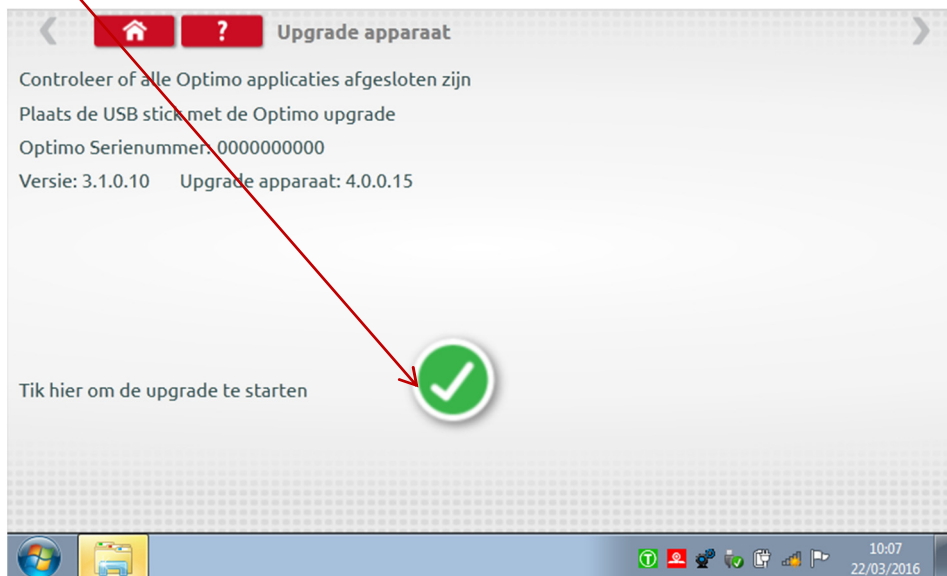 ? Upgrade apparaat
Controleer of alle Optimo applicaties afgesloten zijn
Plaats de USB stick met de Optimo upgrade
Optimo Serienummer: 0000000000
Versie: 3.1.0.10 Upgrade apparaat: 4.0.0.15
Tik hier om de upgrade te starten
10:07
22/03/2016